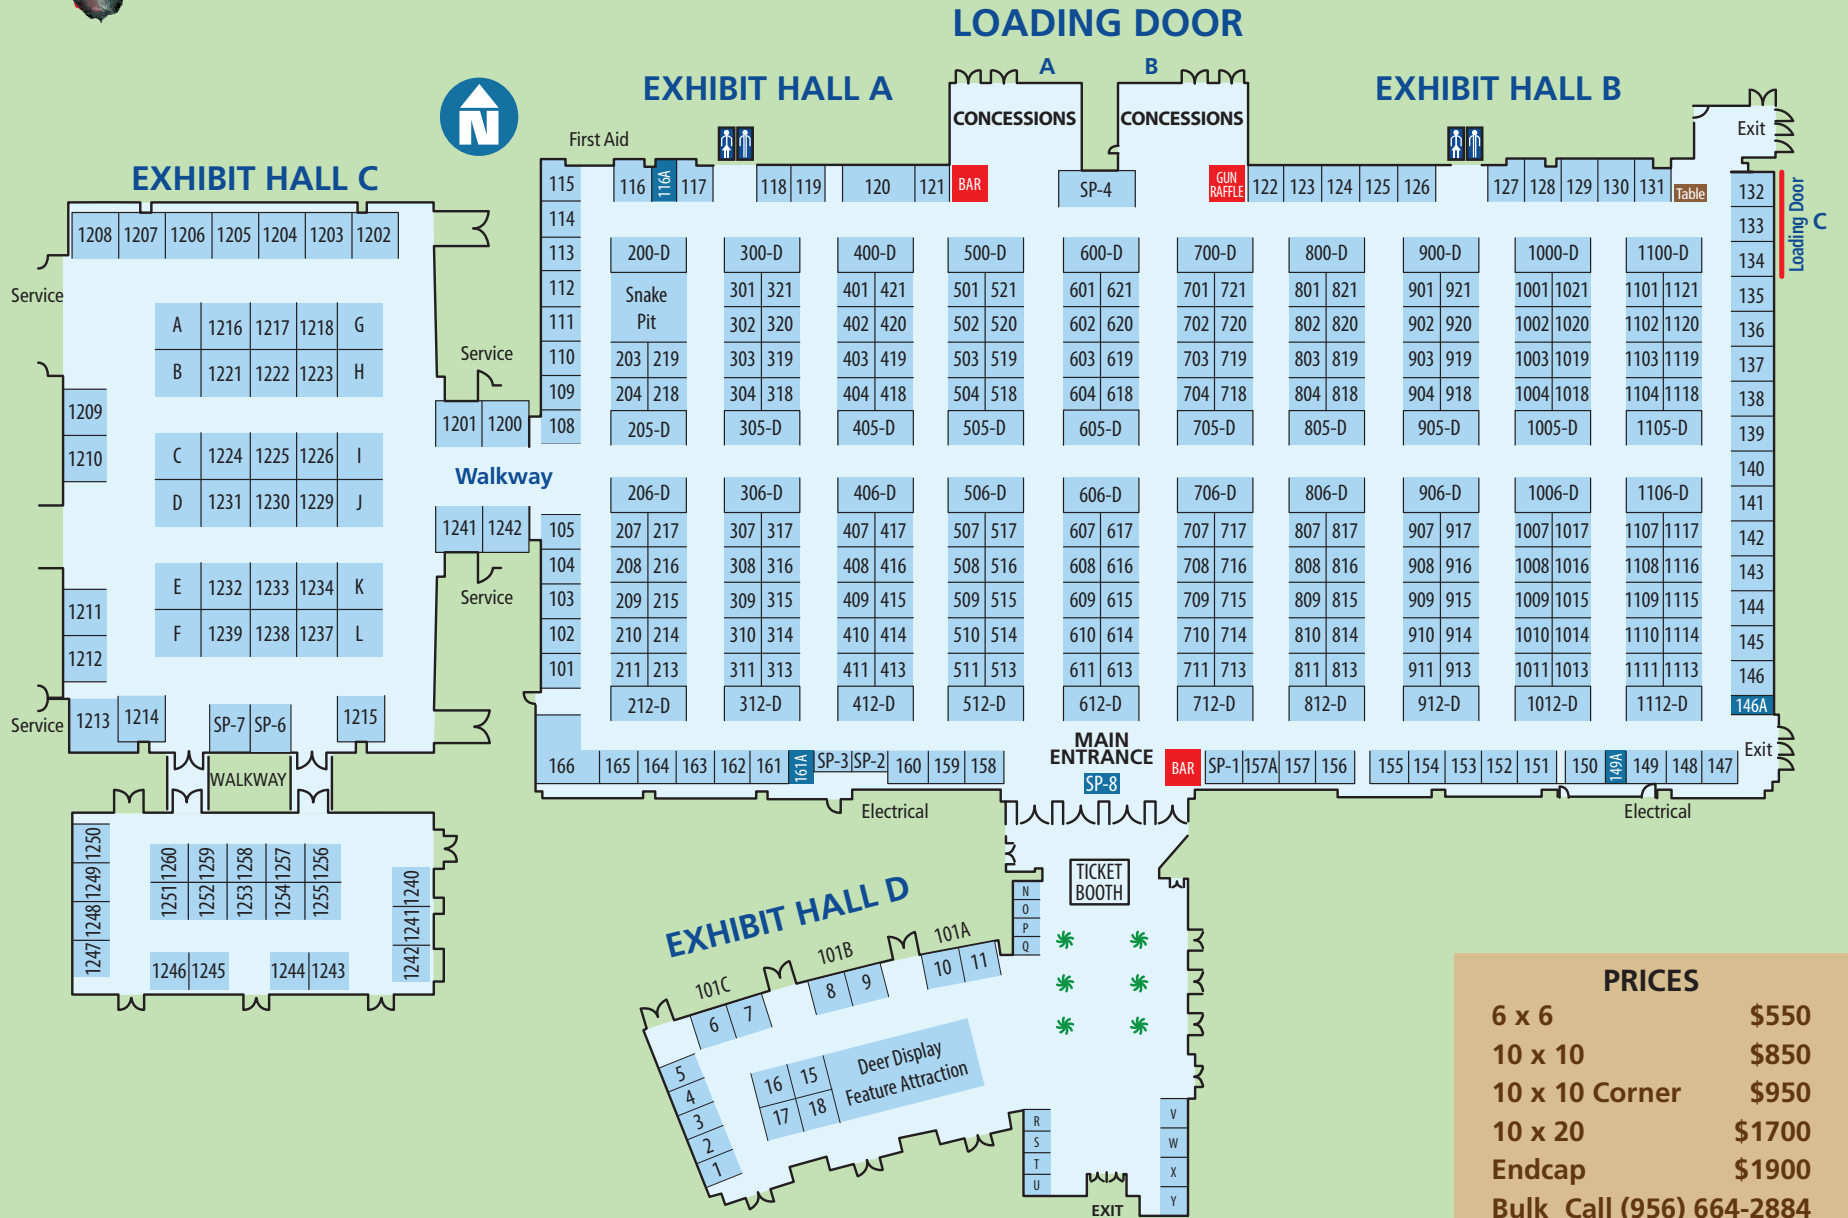 LOADING DOOR
A
B
EXHIBIT HALL A
EXHIBIT HALL B
N
CONCESSIONS
CONCESSIONS
Exit
First Aid
EXHIBIT HALL C
115
116
116A
117
118 119
120
121
BAR
SP-4
GUN
RAFFLE
122 123 124 125 126
127 128 129 130 131
Table
132
133
134
135
136
137
138
139
140
141
142
143
144
145
146
146A
Loading Door
C
114
113
112
111
110
109
108
105
104
103
102
101
1208 1207 1206 1205 1204 1203 1202
Service
A 1216 1217 1218 G
B 1221 1222 1223 H
1209
1210
C 1224 1225 1226 I
D 1231 1230 1229 J
E 1232 1233 1234 K
F 1239 1238 1237 L
1211
1212
Service
1213 1214
SP-7 SP-6
1215
Service
1201 1200
Walkway
1241 1242
Service
200-D 300-D 400-D 500-D 600-D 700-D 800-D 900-D 1000-D 1100-D
Snake
Pit
301 321 401 421 501 521 601 621 701 721 801 821 901 921 1001 1021 1101 1121
302 320 402 420 502 520 602 620 702 720 802 820 902 920 1002 1020 1102 1120
203 219 303 319 403 419 503 519 603 619 703 719 803 819 903 919 1003 1019 1103 1119
204 218 304 318 404 418 504 518 604 618 704 718 804 818 904 918 1004 1018 1104 1118
205-D 305-D 405-D 505-D 605-D 705-D 805-D 905-D 1005-D 1105-D
206-D 306-D 406-D 506-D 606-D 706-D 806-D 906-D 1006-D 1106-D
207 217 307 317 407 417 507 517 607 617 707 717 807 817 907 917 1007 1017 1107 1117
208 216 308 316 408 416 508 516 608 616 708 716 808 816 908 916 1008 1016 1108 1116
209 215 309 315 409 415 509 515 609 615 709 715 809 815 909 915 1009 1015 1109 1115
210 214 310 314 410 414 510 514 610 614 710 714 810 814 910 914 1010 1014 1110 1114
211 213 311 313 411 413 511 513 611 613 711 713 811 813 911 913 1011 1013 1111 1113
212-D 312-D 412-D 512-D 612-D 712-D 812-D 912-D 1012-D 1112-D
MAIN
ENTRANCE
SP-8
166 165 164 163 162 161 161A SP-3 SP-2 160 159 158
BAR
SP-1 157A 157 156 155 154 153 152 151 150 149A 149 148 147
Exit
Electrical
Electrical
WALKWAY
1250
1249
1248
1247
1260 1259 1258 1257 1256
1251 1252 1253 1254 1255
1240
1241
1242
1246 1245 1244 1243
TICKET
BOOTH
N
O
P
Q
EXHIBIT HALL D
101C
101B
101A
6 7 8 9 10 11
5
4
3
2
1
16 15
17 18
Deer Display
Feature Attraction
R
S
T
U
V
W
X
Y
EXIT
PRICES
6 x 6 $550
10 x 10 $850
10 x 10 Corner $950
10 x 20 $1700
Endcap $1900
Bulk Call (956) 664-2884